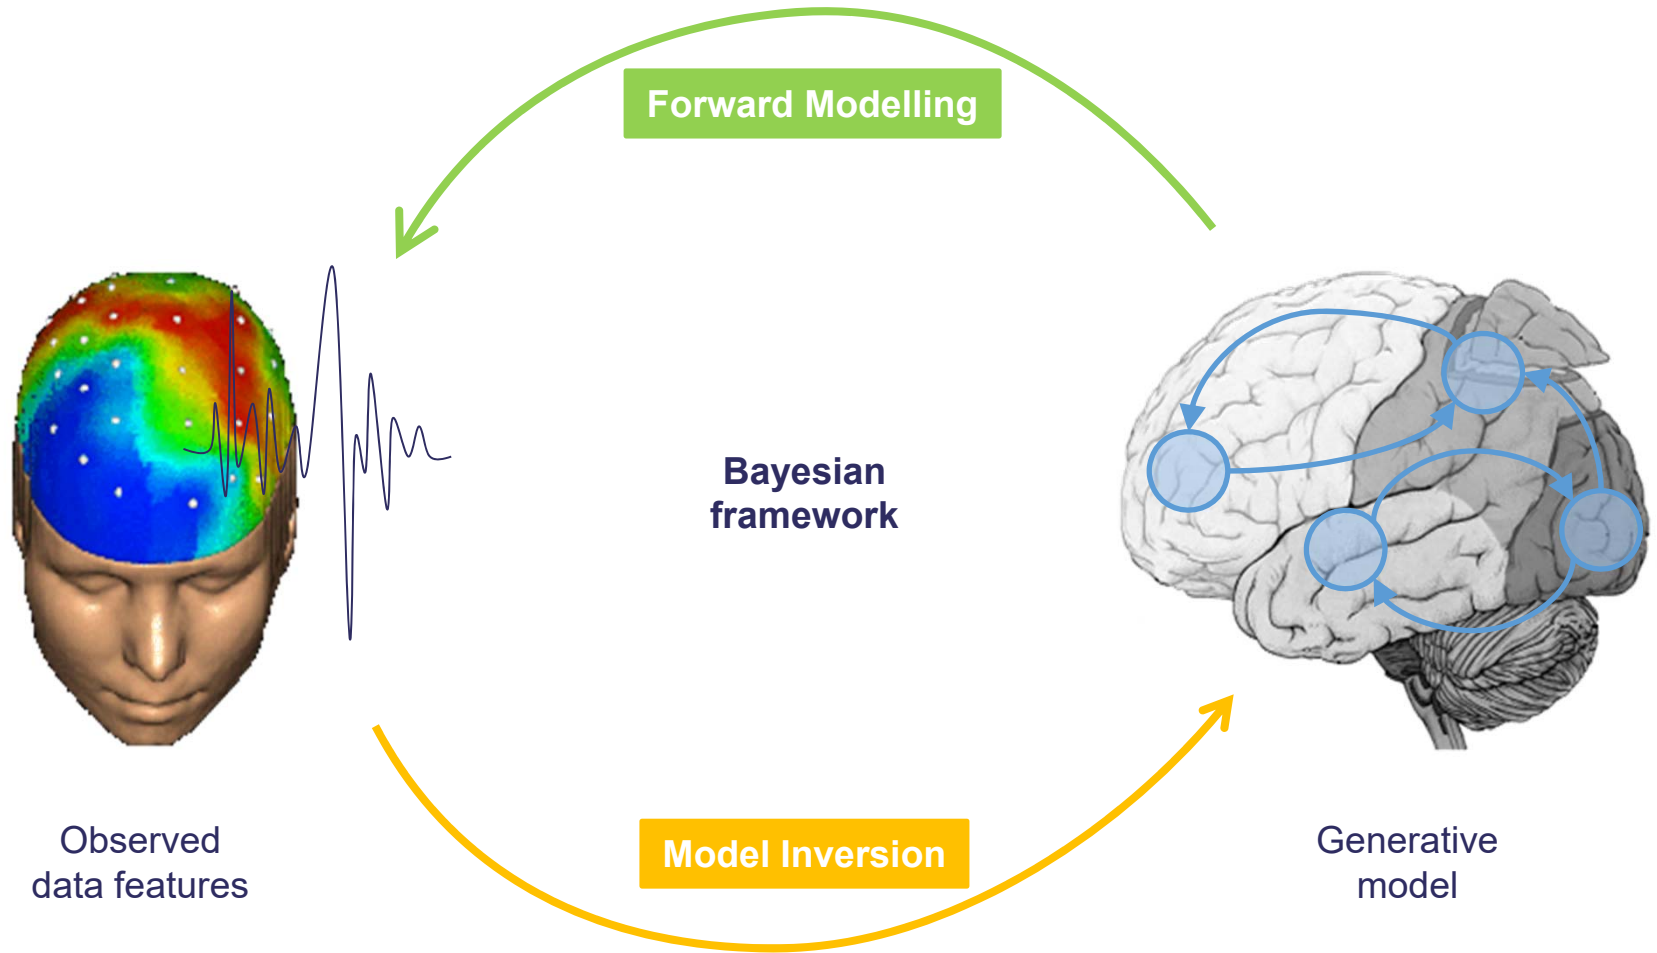 Forward Modelling
Bayesian
framework
Model Inversion
Observed
data features
Generative
model